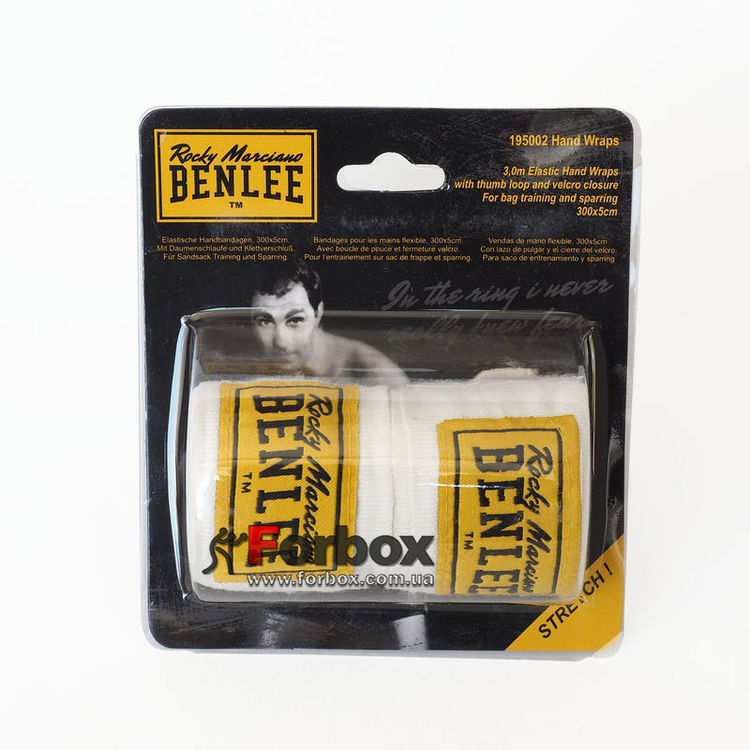 Rocky Marciano
BENLEE
TM
195002 Hand Wraps
3,0m Elastic Hand Wraps
with thumb loop and velcro closure
For bag training and sparring
300x5cm
Elastische Handbandagen, 300x5cm.
Mit Daumenschlaufe und Klettverschluß.
Für Sandsack Training und Sparring.
Bandages pour les mains flexible, 300x5cm.
Avec boucle de pouce et fermeture velcro.
Pour l'entrainement sur sac de frappe et sparring.
Vendas de mano flexible, 300x5cm
Con lazo de pulgar y el cierre del velcro.
Para saco de entrenamiento y sparring
In the ring i never
really knew fear
Rocky Marciano
BENLEE
TM
Rocky Marciano
BENLEE
TM
Forbox
www.forbox.com.ua
STRETCH!